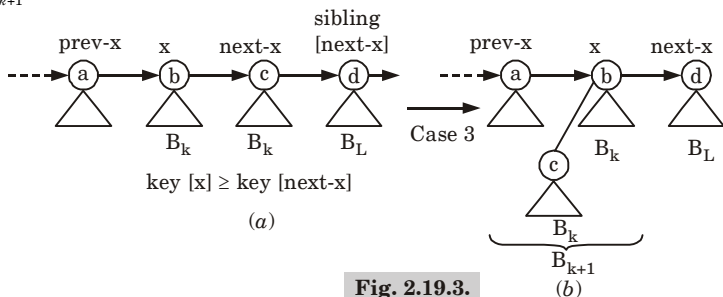 k+1
sibling
prev-x x next-x [next-x] prev-x x next-x
a b c d a b d
Case 3
B_k B_k B_L B_k B_L
c
key [x] ≥ key [next-x]
(a)
B_k
B_{k+1}
Fig. 2.19.3. (b)